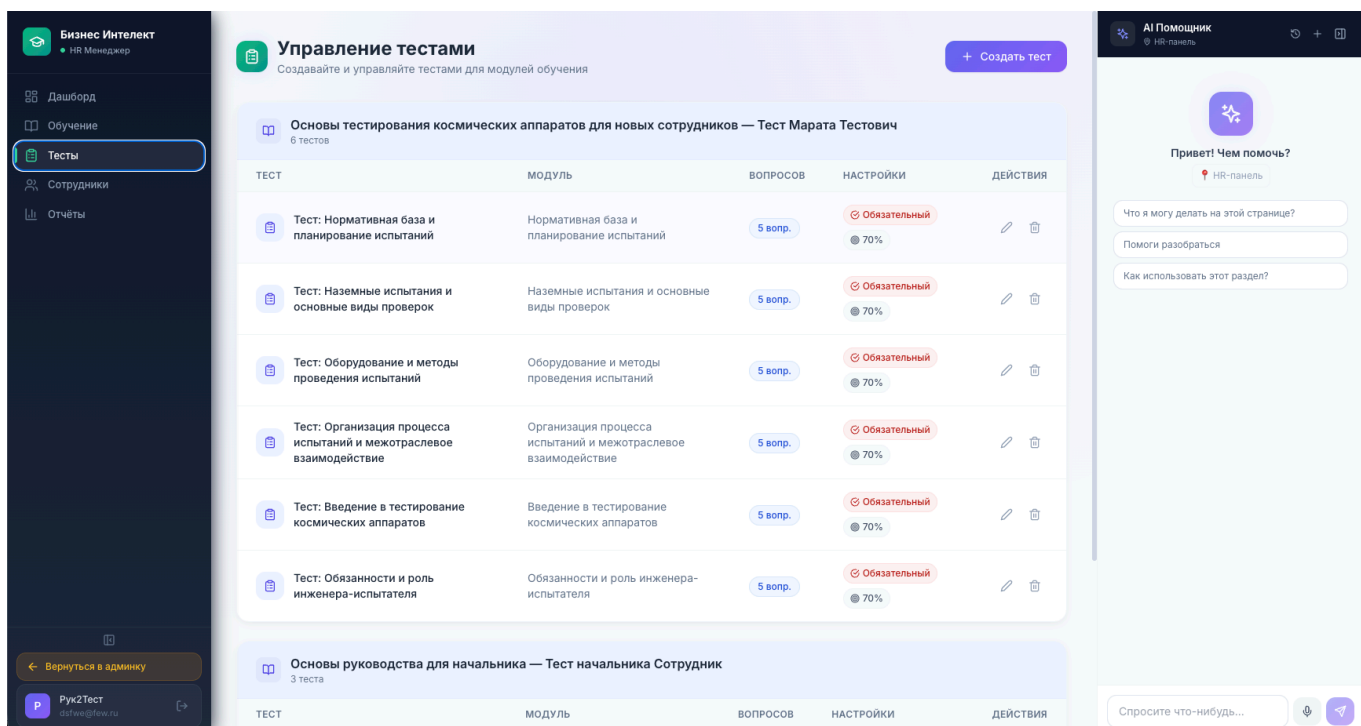 Бизнес Интелект
HR Менеджер
Дашборд
Обучение
Тесты
Сотрудники
Отчёты
Вернуться в админку
Р
Рук2Тест
dsfwe@few.ru
Управление тестами
Создавайте и управляйте тестами для модулей обучения
+ Создать тест
Основы тестирования космических аппаратов для новых сотрудников — Тест Марата Тестович
6 тестов
ТЕСТ МОДУЛЬ ВОПРОСОВ НАСТРОЙКИ ДЕЙСТВИЯ
Тест: Нормативная база и
планирование испытаний
Нормативная база и
планирование испытаний
5 вопр.
Обязательный
70%
Тест: Наземные испытания и
основные виды проверок
Наземные испытания и основные
виды проверок
5 вопр.
Обязательный
70%
Тест: Оборудование и методы
проведения испытаний
Оборудование и методы
проведения испытаний
5 вопр.
Обязательный
70%
Тест: Организация процесса
испытаний и межотраслевое
взаимодействие
Организация процесса
испытаний и межотраслевое
взаимодействие
5 вопр.
Обязательный
70%
Тест: Введение в тестирование
космических аппаратов
Введение в тестирование
космических аппаратов
5 вопр.
Обязательный
70%
Тест: Обязанности и роль
инженера-испытателя
Обязанности и роль инженера-
испытателя
5 вопр.
Обязательный
70%
Основы руководства для начальника — Тест начальника Сотрудник
3 теста
ТЕСТ МОДУЛЬ ВОПРОСОВ НАСТРОЙКИ ДЕЙСТВИЯ
AI Помощник
HR-панель
Привет! Чем помочь?
HR-панель
Что я могу делать на этой странице?
Помоги разобраться
Как использовать этот раздел?
Спросите что-нибудь...